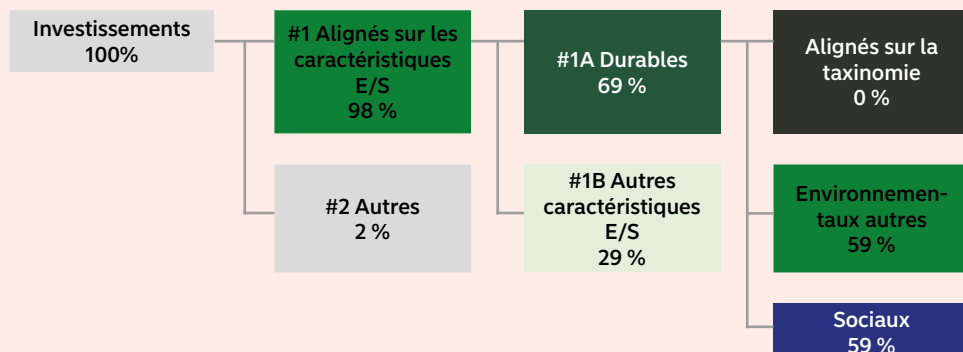 Investissements
100%
#1 Alignés sur les
caractéristiques
E/S
98 %
#1A Durables
69 %
Alignés sur la
taxinomie
0 %
#2 Autres
2 %
#1B Autres
caractéristiques
E/S
29 %
Environnemen-
taux autres
59 %
Sociaux
59 %